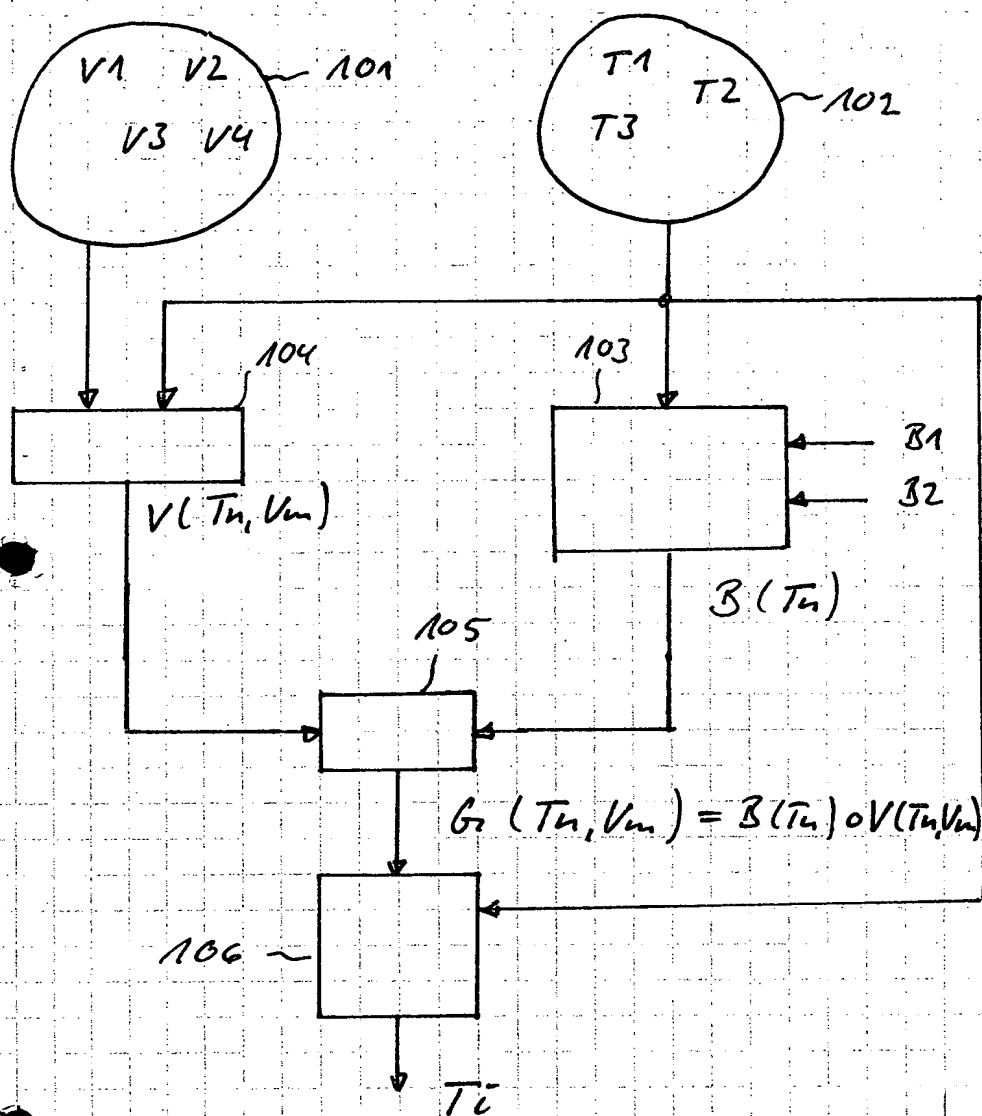 V1 V2 101
V3 V4
T1
T2 102
T3
104
103
B1
B2
V(Tn, Vm)
B(Tn)
105
G (Tn, Vm) = B(Tn) o V(Tn, Vm)
106
Ti